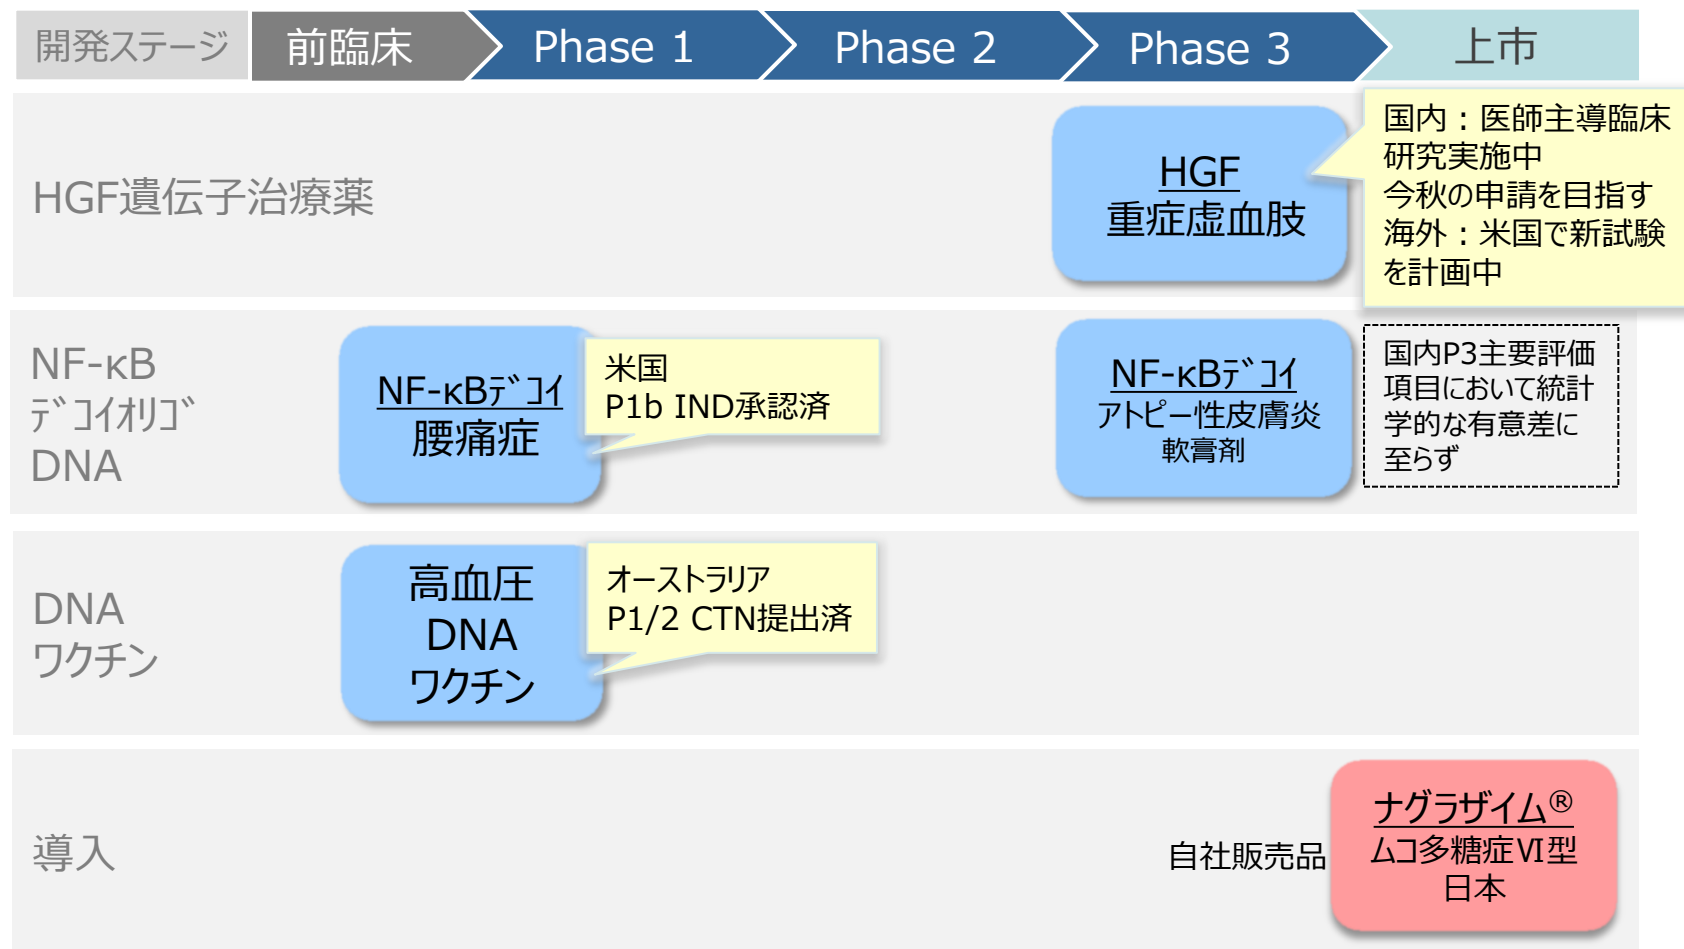 開発ステージ
前臨床
Phase 1
Phase 2
Phase 3
上市
HGF遺伝子治療薬
HGF
重症虚血肢
国内：医師主導臨床
研究実施中
今秋の申請を目指す
海外：米国で新試験
を計画中
NF-κB
ﾃﾞｺｲｵﾘｺﾞ
DNA
NF-κBﾃﾞｺｲ
腰痛症
米国
P1b IND承認済
NF-κBﾃﾞｺｲ
アトピー性皮膚炎
軟膏剤
国内P3主要評価
項目において統計
学的な有意差に
至らず
DNA
ワクチン
高血圧
DNA
ワクチン
オーストラリア
P1/2 CTN提出済
導入
自社販売品
ナグラザイム®
ムコ多糖症Ⅵ型
日本